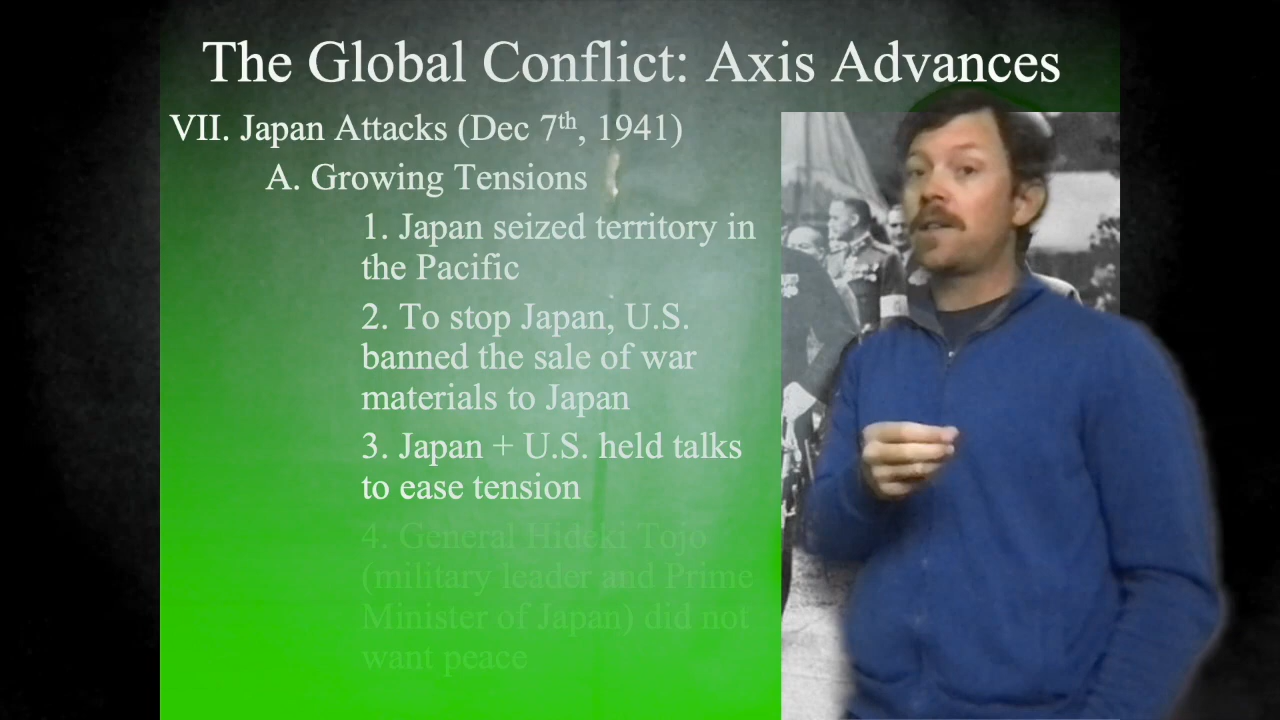 The Global Conflict: Axis Advances
VII. Japan Attacks (Dec 7th, 1941)
A. Growing Tensions
1. Japan seized territory in
the Pacific
2. To stop Japan, U.S.
banned the sale of war
materials to Japan
3. Japan + U.S. held talks
to ease tension
4. General Hideki Tojo
(military leader and Prime
Minister of Japan) did not
want peace